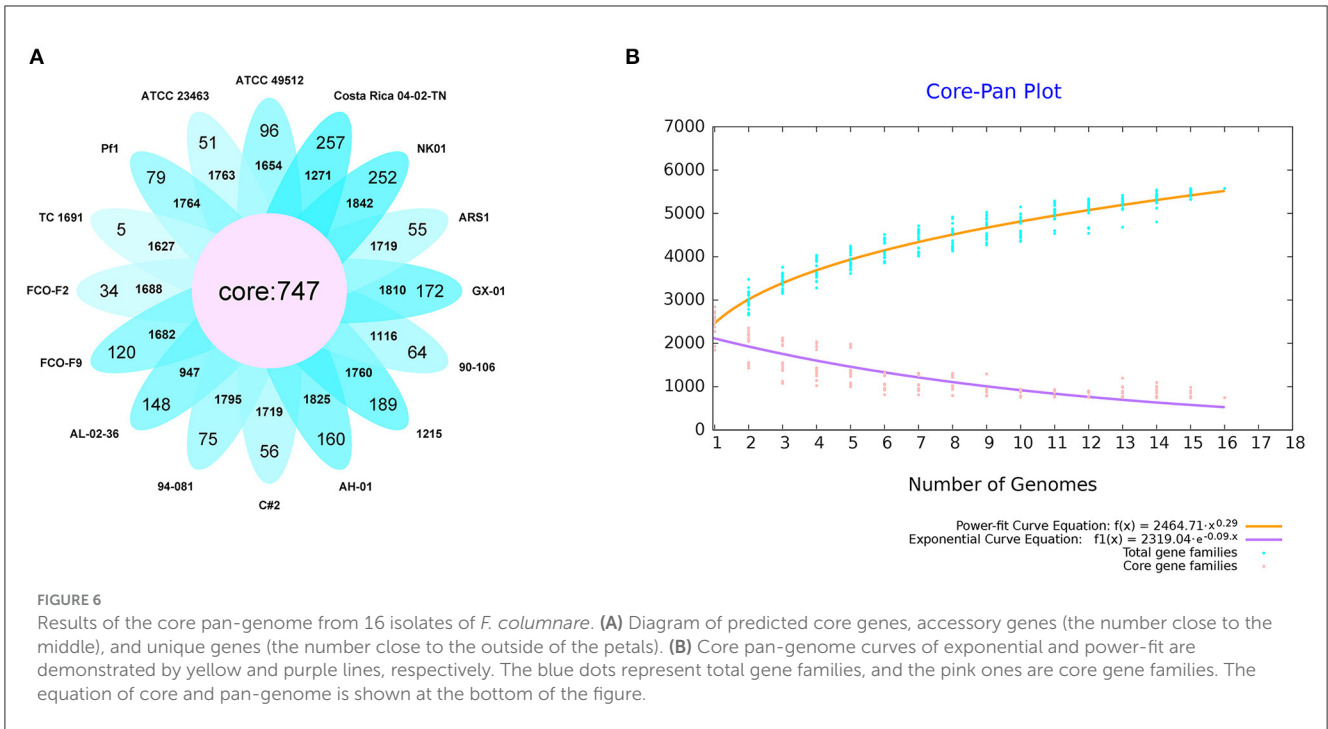 A
ATCC 49512
ATCC 23463
Costa Rica 04-02-TN
Pf1
NK01
TC 1691
ARS1
FCO-F2
GX-01
FCO-F9
90-106
AL-02-36
1215
94-081
AH-01
C#2
96
51
257
79
252
5
55
34
172
120
64
148
189
75
160
56
1654
1763
1271
1764
1842
1627
1719
1688
1810
1682
1116
947
1760
1795
1825
1719
core:747
B
Core-Pan Plot
7000
6000
5000
4000
3000
2000
1000
0
1 2 3 4 5 6 7 8 9 10 11 12 13 14 15 16 17 18
Number of Genomes
Power-fit Curve Equation: f(x) = 2464.71·x^0.29
Exponential Curve Equation: f1(x) = 2319.04·e^-0.09.x
Total gene families
Core gene families
FIGURE 6
Results of the core pan-genome from 16 isolates of F. columnare. (A) Diagram of predicted core genes, accessory genes (the number close to the
middle), and unique genes (the number close to the outside of the petals). (B) Core pan-genome curves of exponential and power-fit are
demonstrated by yellow and purple lines, respectively. The blue dots represent total gene families, and the pink ones are core gene families. The
equation of core and pan-genome is shown at the bottom of the figure.